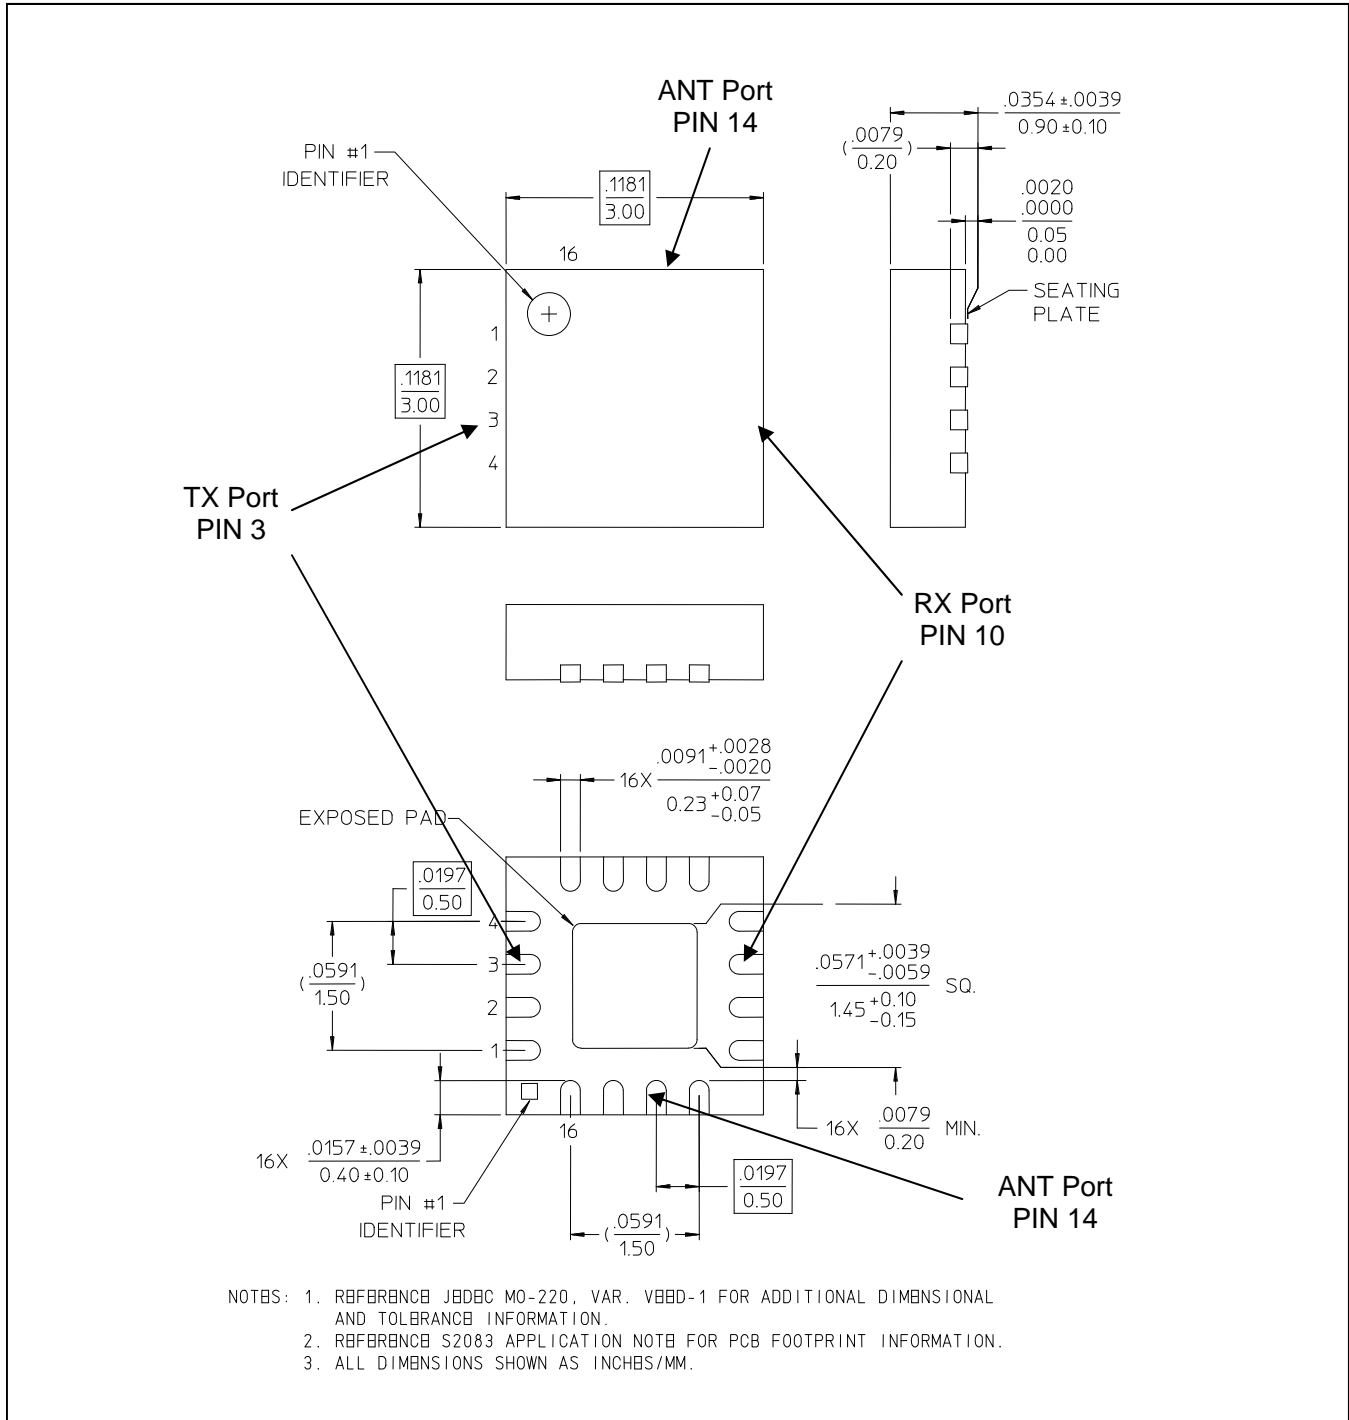 ANT Port
PIN 14
PIN #1
IDENTIFIER
.1181
3.00
16
.0354 ±.0039
0.90 ±0.10
(.0079)
0.20
.0020
.0000
0.05
0.00
SEATING
PLATE
1
2
3
4
.1181
3.00
TX Port
PIN 3
RX Port
PIN 10
16X .0091 +.0028
-.0020
0.23 +0.07
-0.05
EXPOSED PAD
.0197
0.50
4
3
2
1
(.0591)
1.50
.0571 +.0039
-.0059
1.45 +0.10
-0.15
SQ.
16
16X .0157 ±.0039
0.40 ±0.10
PIN #1
IDENTIFIER
16X .0079 MIN.
0.20
.0197
0.50
(.0591)
1.50
ANT Port
PIN 14
NOTES: 1. REFERENCE JEDEC MO-220, VAR. VEED-1 FOR ADDITIONAL DIMENSIONAL
AND TOLERANCE INFORMATION.
2. REFERENCE S2083 APPLICATION NOTE FOR PCB FOOTPRINT INFORMATION.
3. ALL DIMENSIONS SHOWN AS INCHES/MM.